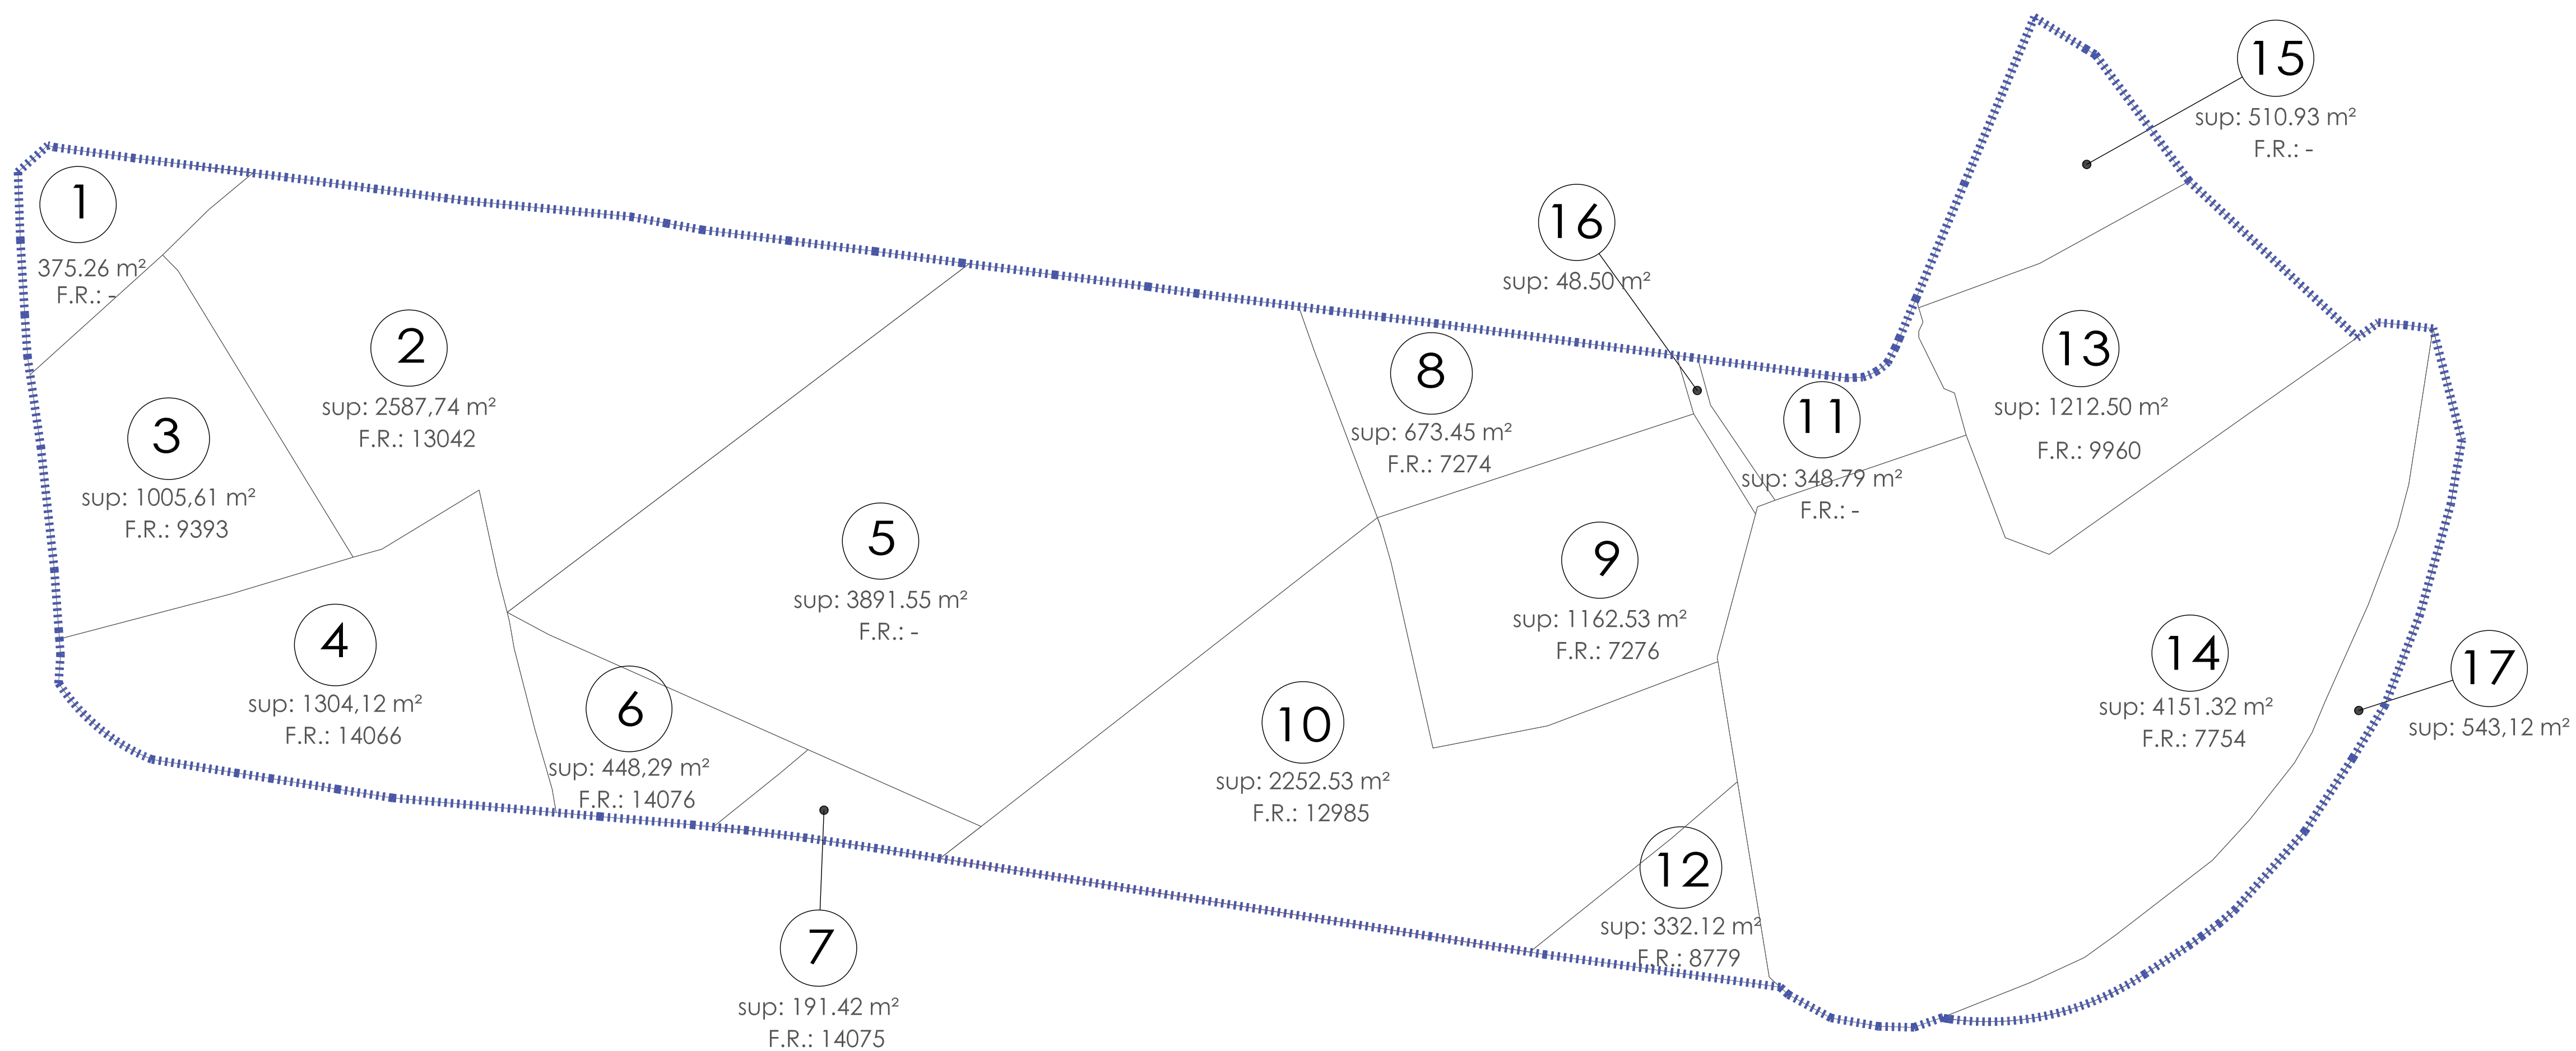 1
375.26 m²
F.R.: -
2
sup: 2587,74 m²
F.R.: 13042
3
sup: 1005,61 m²
F.R.: 9393
4
sup: 1304,12 m²
F.R.: 14066
5
sup: 3891.55 m²
F.R.: -
6
sup: 448,29 m²
F.R.: 14076
7
sup: 191.42 m²
F.R.: 14075
8
sup: 673.45 m²
F.R.: 7274
9
sup: 1162.53 m²
F.R.: 7276
10
sup: 2252.53 m²
F.R.: 12985
11
sup: 348.79 m²
F.R.: -
12
sup: 332.12 m²
F.R.: 8779
13
sup: 1212.50 m²
F.R.: 9960
14
sup: 4151.32 m²
F.R.: 7754
15
sup: 510.93 m²
F.R.: -
16
sup: 48.50 m²
17
sup: 543,12 m²